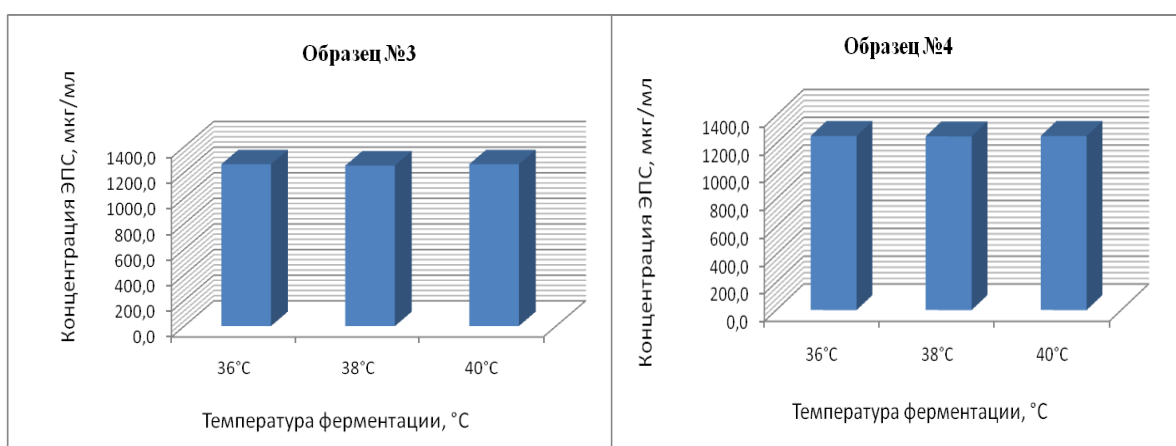 Образец №3
Концентрация ЭПС, мкг/мл
1400,0
1200,0
1000,0
800,0
600,0
400,0
200,0
0,0
36°С
38°С
40°С
Температура ферментации, °С
Образец №4
Концентрация ЭПС, мкг/мл
1400,0
1200,0
1000,0
800,0
600,0
400,0
200,0
0,0
36°С
38°С
40°С
Температура ферментации, °С